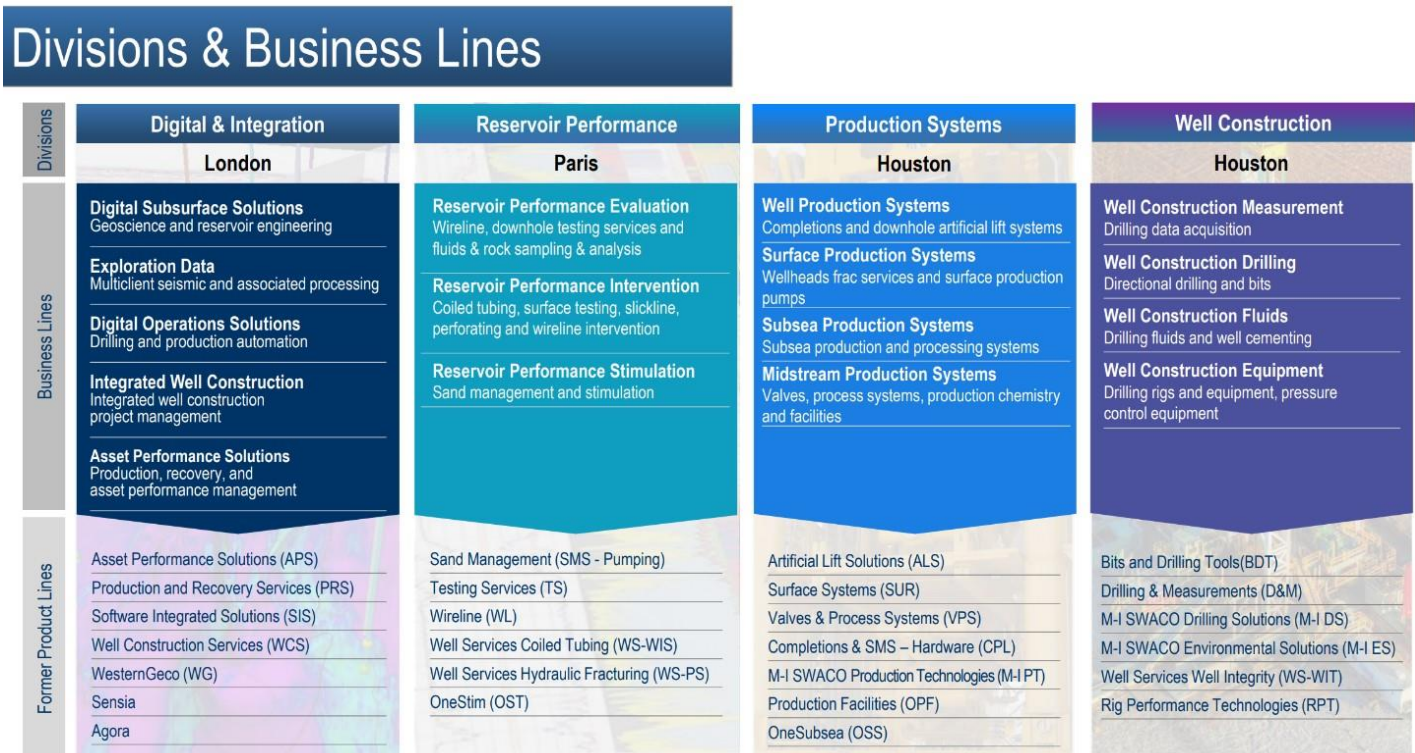 Divisions & Business Lines
Divisions
Digital & Integration
London
Reservoir Performance
Paris
Production Systems
Houston
Well Construction
Houston
Business Lines
Digital Subsurface Solutions
Geoscience and reservoir engineering
Exploration Data
Multiclient seismic and associated processing
Digital Operations Solutions
Drilling and production automation
Integrated Well Construction
Integrated well construction
project management
Asset Performance Solutions
Production, recovery, and
asset performance management
Reservoir Performance Evaluation
Wireline, downhole testing services and
fluids & rock sampling & analysis
Reservoir Performance Intervention
Coiled tubing, surface testing, slickline,
perforating and wireline intervention
Reservoir Performance Stimulation
Sand management and stimulation
Well Production Systems
Completions and downhole artificial lift systems
Surface Production Systems
Wellheads frac services and surface production
pumps
Subsea Production Systems
Subsea production and processing systems
Midstream Production Systems
Valves, process systems, production chemistry
and facilities
Well Construction Measurement
Drilling data acquisition
Well Construction Drilling
Directional drilling and bits
Well Construction Fluids
Drilling fluids and well cementing
Well Construction Equipment
Drilling rigs and equipment, pressure
control equipment
Former Product Lines
Asset Performance Solutions (APS)
Production and Recovery Services (PRS)
Software Integrated Solutions (SIS)
Well Construction Services (WCS)
WesternGeco (WG)
Sensia
Agora
Sand Management (SMS - Pumping)
Testing Services (TS)
Wireline (WL)
Well Services Coiled Tubing (WS-WIS)
Well Services Hydraulic Fracturing (WS-PS)
OneStim (OST)
Artificial Lift Solutions (ALS)
Surface Systems (SUR)
Valves & Process Systems (VPS)
Completions & SMS – Hardware (CPL)
M-I SWACO Production Technologies (M-I PT)
Production Facilities (OPF)
OneSubsea (OSS)
Bits and Drilling Tools(BDT)
Drilling & Measurements (D&M)
M-I SWACO Drilling Solutions (M-I DS)
M-I SWACO Environmental Solutions (M-I ES)
Well Services Well Integrity (WS-WIT)
Rig Performance Technologies (RPT)